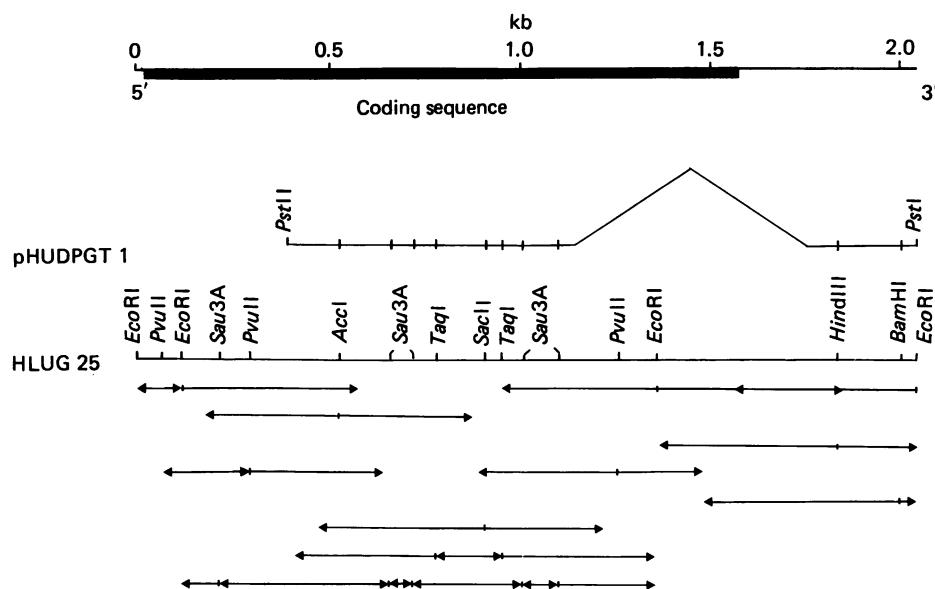 kb
0 0.5 1.0 1.5 2.0
5' 3'
Coding sequence
PstII PstI
pHUDPGT 1
EcoRI PvuII EcoRI Sau3A PvuII AccI Sau3A TaqI SacII TaqI Sau3A PvuII EcoRI HindIII BamHI EcoRI
HLUG 25